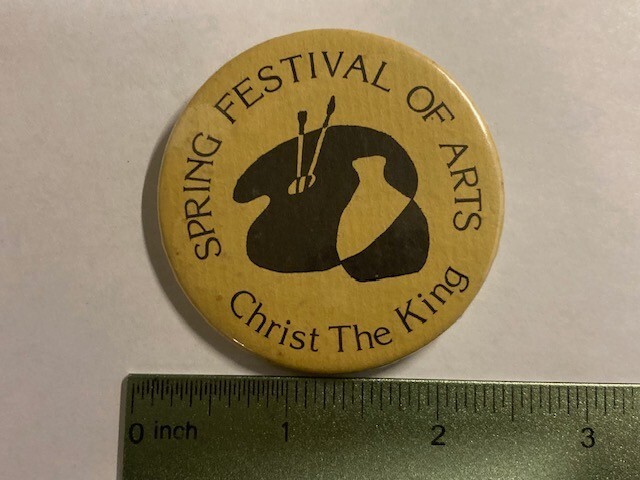 SPRING FESTIVAL OF ARTS
Christ The King
0 inch 1 2 3